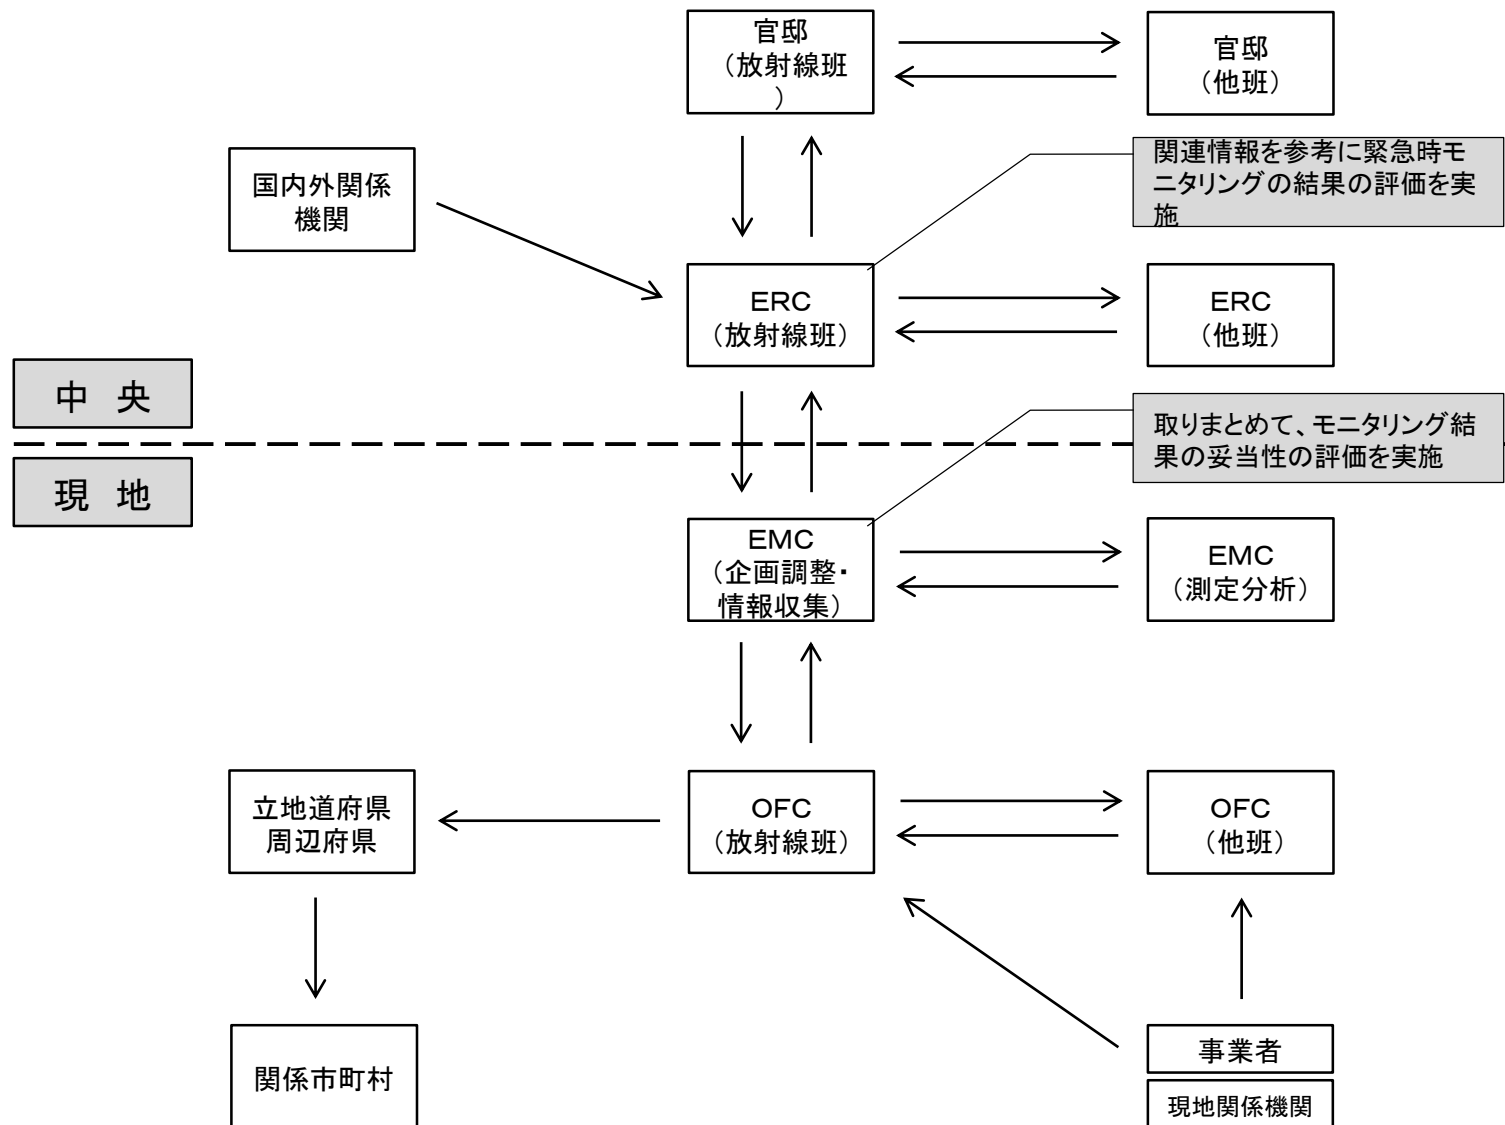 官邸
（放射線班
）
官邸
（他班）
国内外関係
機関
関連情報を参考に緊急時モ
ニタリングの結果の評価を実
施
ERC
（放射線班）
ERC
（他班）
中　央
取りまとめて、モニタリング結
果の妥当性の評価を実施
現　地
EMC
（企画調整・
情報収集）
EMC
（測定分析）
立地道府県
周辺府県
OFC
（放射線班）
OFC
（他班）
関係市町村
事業者
現地関係機関